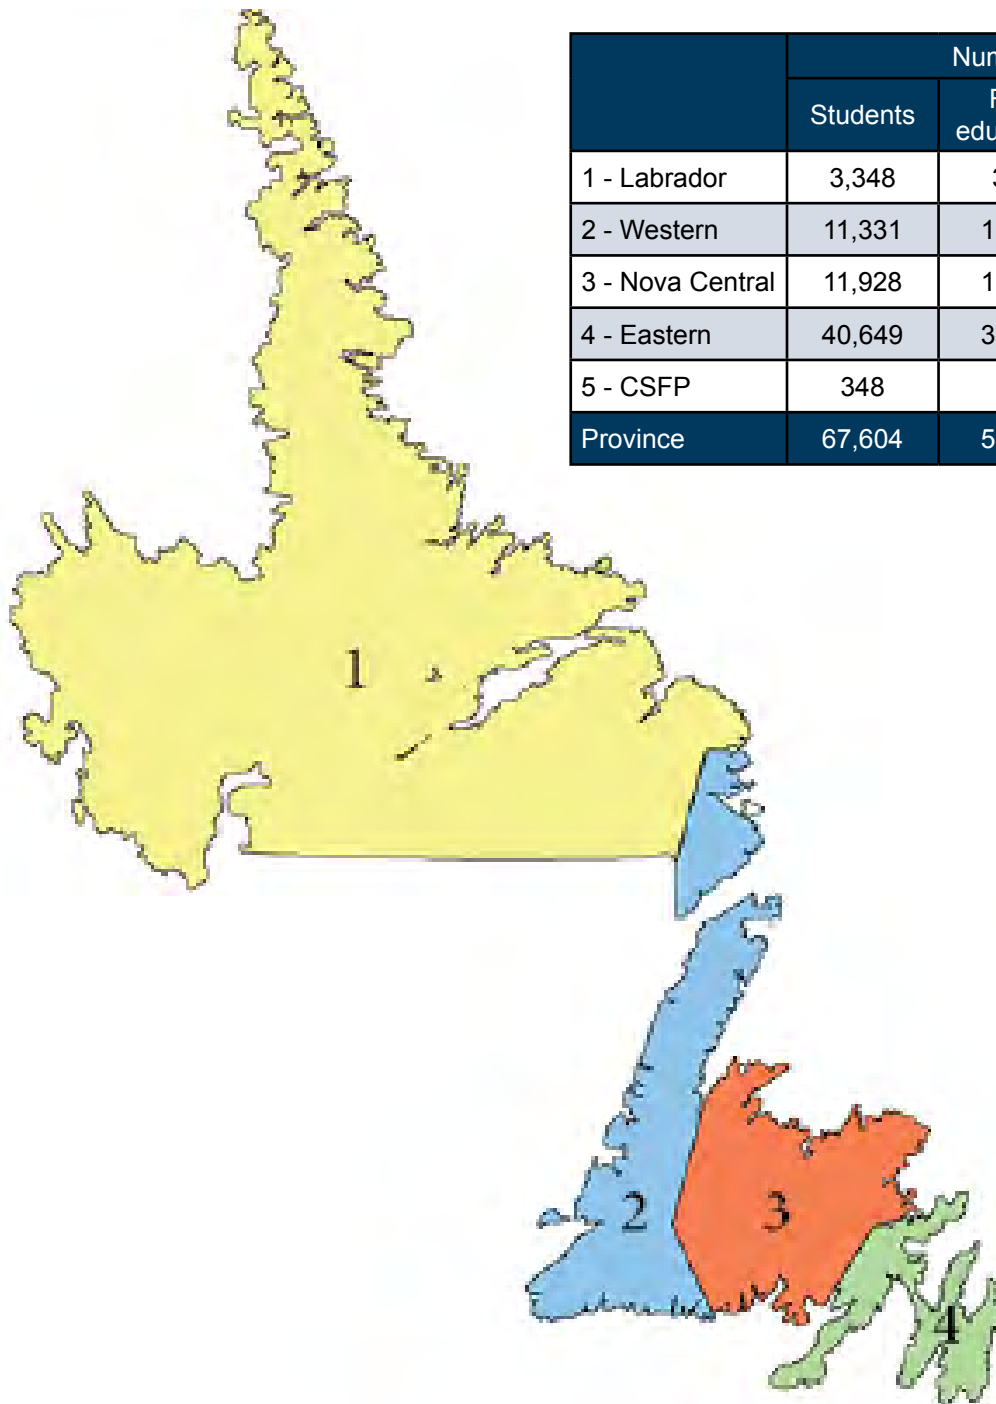 Students
1 - Labrador 3,348
2 - Western 11,331
3 - Nova Central 11,928
4 - Eastern 40,649
5 - CSFP 348
Province 67,604
1
2
3
4